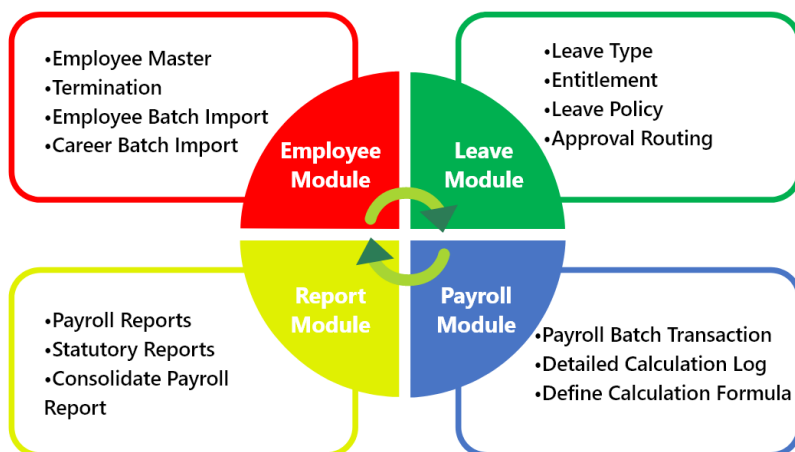 •Employee Master
•Termination
•Employee Batch Import
•Career Batch Import
Employee
Module
Leave
Module
•Leave Type
•Entitlement
•Leave Policy
•Approval Routing
•Payroll Reports
•Statutory Reports
•Consolidate Payroll
Report
Report
Module
Payroll
Module
•Payroll Batch Transaction
•Detailed Calculation Log
•Define Calculation Formula